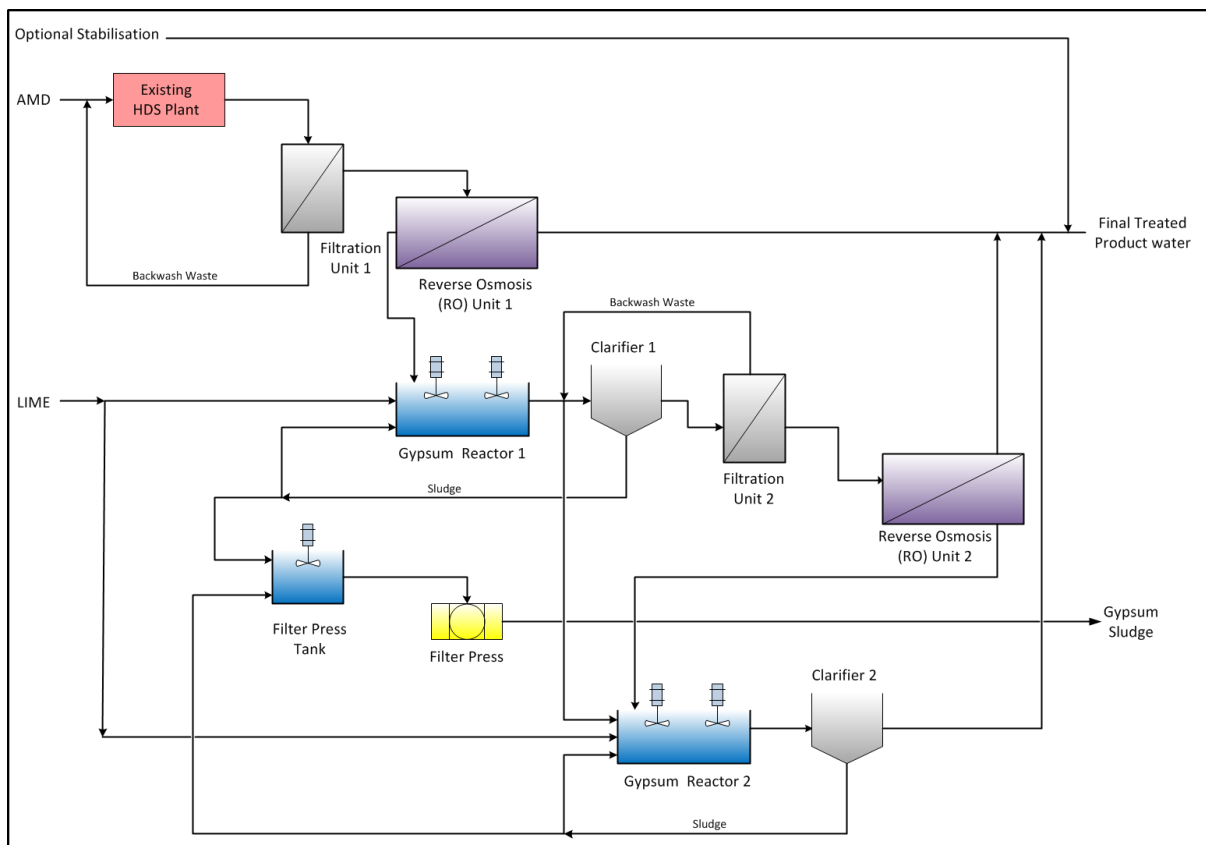 Optional Stabilisation
AMD
Existing
HDS Plant
Filtration
Unit 1
Backwash Waste
Reverse Osmosis
(RO) Unit 1
Final Treated
Product water
Backwash Waste
Clarifier 1
LIME
Gypsum Reactor 1
Filtration
Unit 2
Sludge
Reverse Osmosis
(RO) Unit 2
Filter Press
Tank
Filter Press
Gypsum
Sludge
Clarifier 2
Gypsum Reactor 2
Sludge